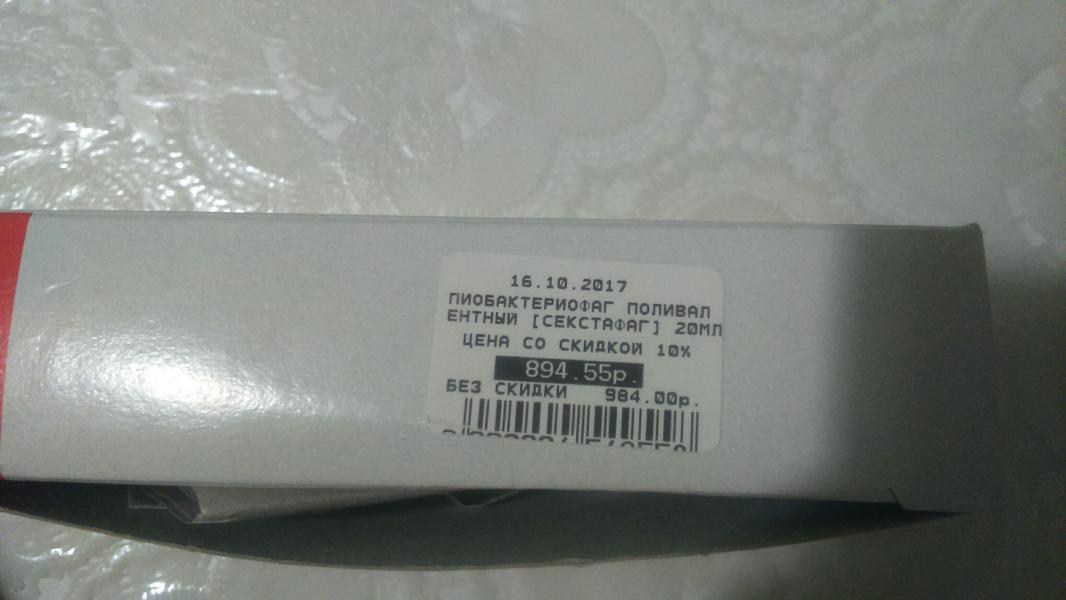 16.10.2017
ПИОБАКТЕРИОФАГ ПОЛИВАЛ
ЕНТНЫЙ [СЕКСТАФАГ] 20МЛ
ЦЕНА СО СКИДКОЙ 10%
894.55р.
БЕЗ СКИДКИ 984.00р.